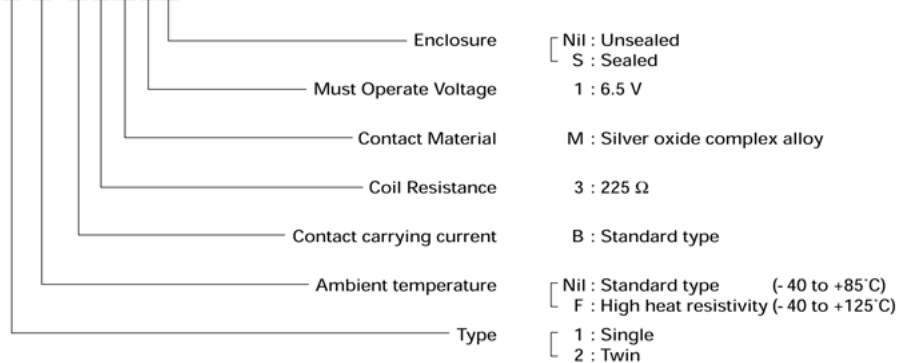 Enclosure Nil : Unsealed
S : Sealed
Must Operate Voltage 1 : 6.5 V
Contact Material M : Silver oxide complex alloy
Coil Resistance 3 : 225 Ω
Contact carrying current B : Standard type
Ambient temperature Nil : Standard type (- 40 to +85˚C)
F : High heat resistivity (- 40 to +125˚C)
Type 1 : Single
2 : Twin